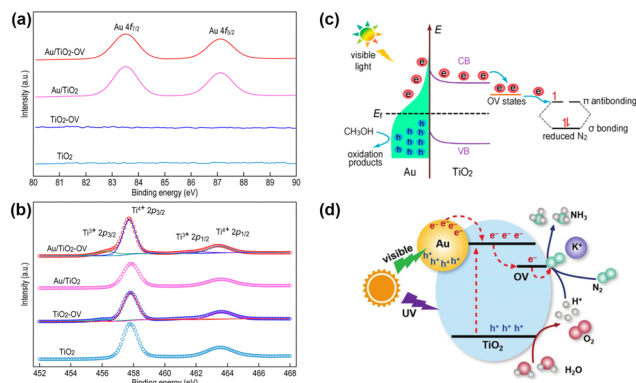 (a)
Au 4f7/2
Au 4f5/2
Au/TiO2-OV
Au/TiO2
TiO2-OV
TiO2
Intensity (a.u.)
80 81 82 83 84 85 86 87 88 89 90
Binding energy (eV)
(b)
Ti3+ 2p3/2
Ti4+ 2p3/2
Ti3+ 2p1/2
Ti4+ 2p1/2
Au/TiO2-OV
Au/TiO2
TiO2-OV
TiO2
Intensity (a.u.)
452 454 456 458 460 462 464 466 468
Binding energy (eV)
(c)
E
visible
light
CB
e e e e e e e e e
OV states
π antibonding
Ef
h h h h h h h h h
CH3OH
oxidation
products
σ bonding
reduced N2
VB
Au
TiO2
(d)
NH3
Au
e- e- e- e-
e- e- e-
K+
visible
h+ h+ h+ h+
e-
OV
N2
UV
H+
h+ h+ h+
O2
TiO2
H2O